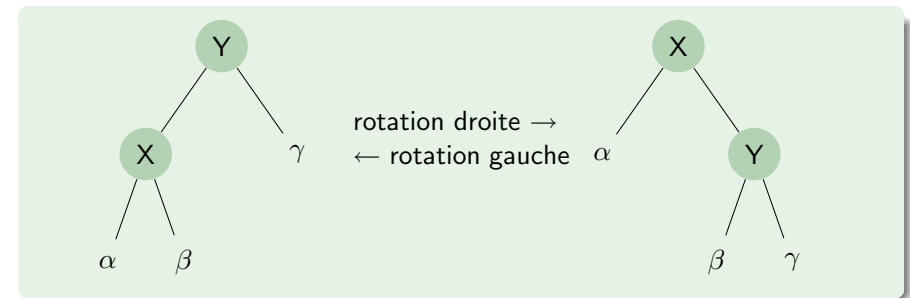 Y
X
rotation droite →
X
γ
← rotation gauche
α
Y
α
β
β
γ